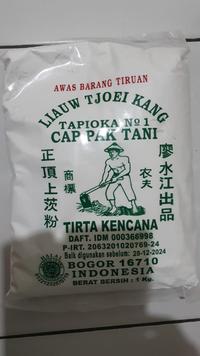 AWAS BARANG TIRUAN
LIAUW TJOEI KANG
TAPIOKA No 1
CAP PAK TANI
正頂上茨粉
商標
農夫
廖水江出品
TIRTA KENCANA
DAFT. IDM 000366998
P-IRT. 2063201020769-24
Baik digunakan sebelum: 28-12-2024
BOGOR 16710
INDONESIA
BERAT BERSIH : 1 Kg.